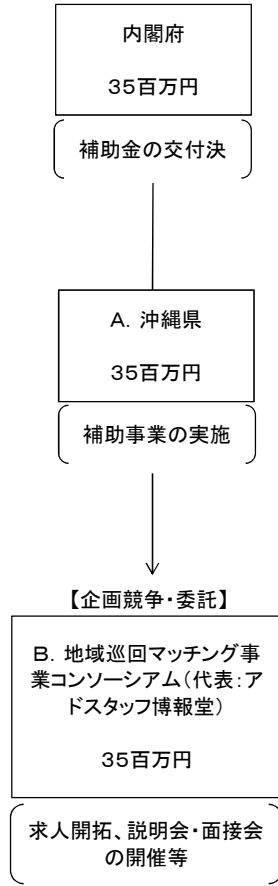 内閣府
35百万円
補助金の交付決
A. 沖縄県
35百万円
補助事業の実施
【企画競争・委託】
B. 地域巡回マッチング事
業コンソーシアム(代表:ア
ドスタッフ博報堂)
35百万円
求人開拓、説明会・面接会
の開催等